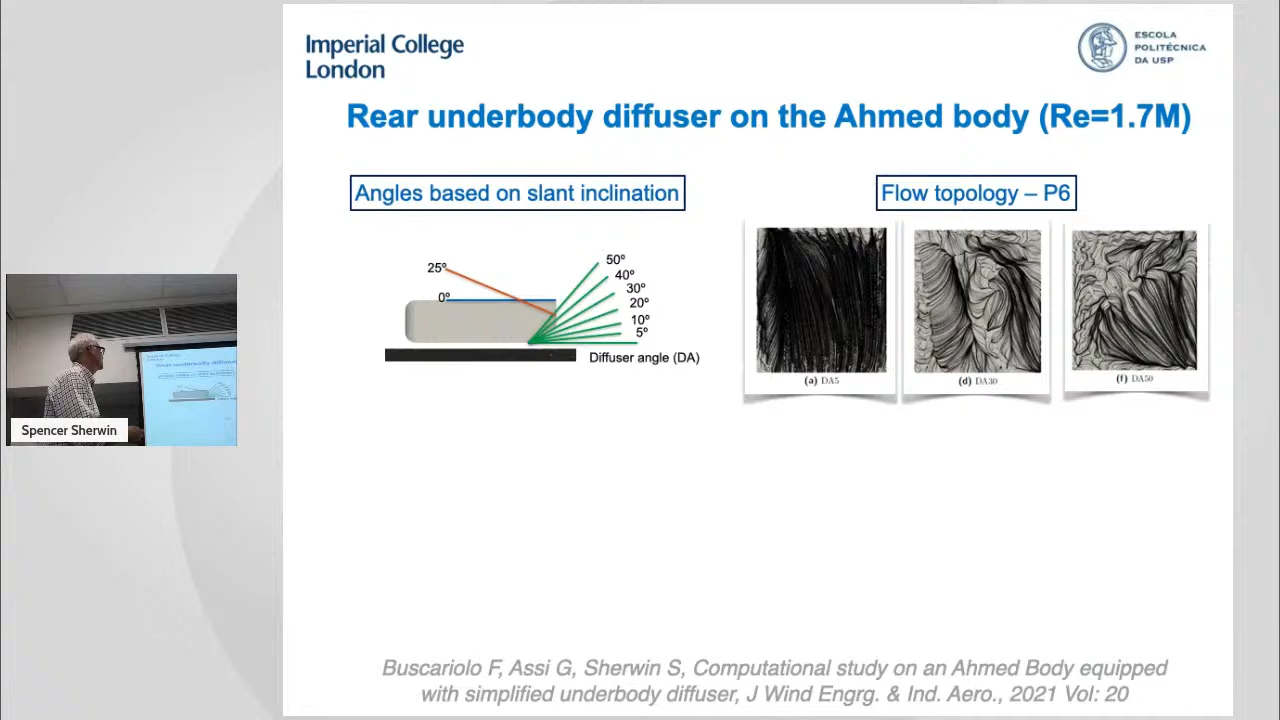 Imperial College
London
ESCOLA
POLITÉCNICA
DA USP
Rear underbody diffuser on the Ahmed body (Re=1.7M)
Angles based on slant inclination
Flow topology – P6
25º
0º
50º
40º
30º
20º
10º
5º
Diffuser angle (DA)
(a) DA5
(d) DA30
(f) DA50
Spencer Sherwin
Buscariolo F, Assi G, Sherwin S, Computational study on an Ahmed Body equipped
with simplified underbody diffuser, J Wind Engrg. & Ind. Aero., 2021 Vol: 20